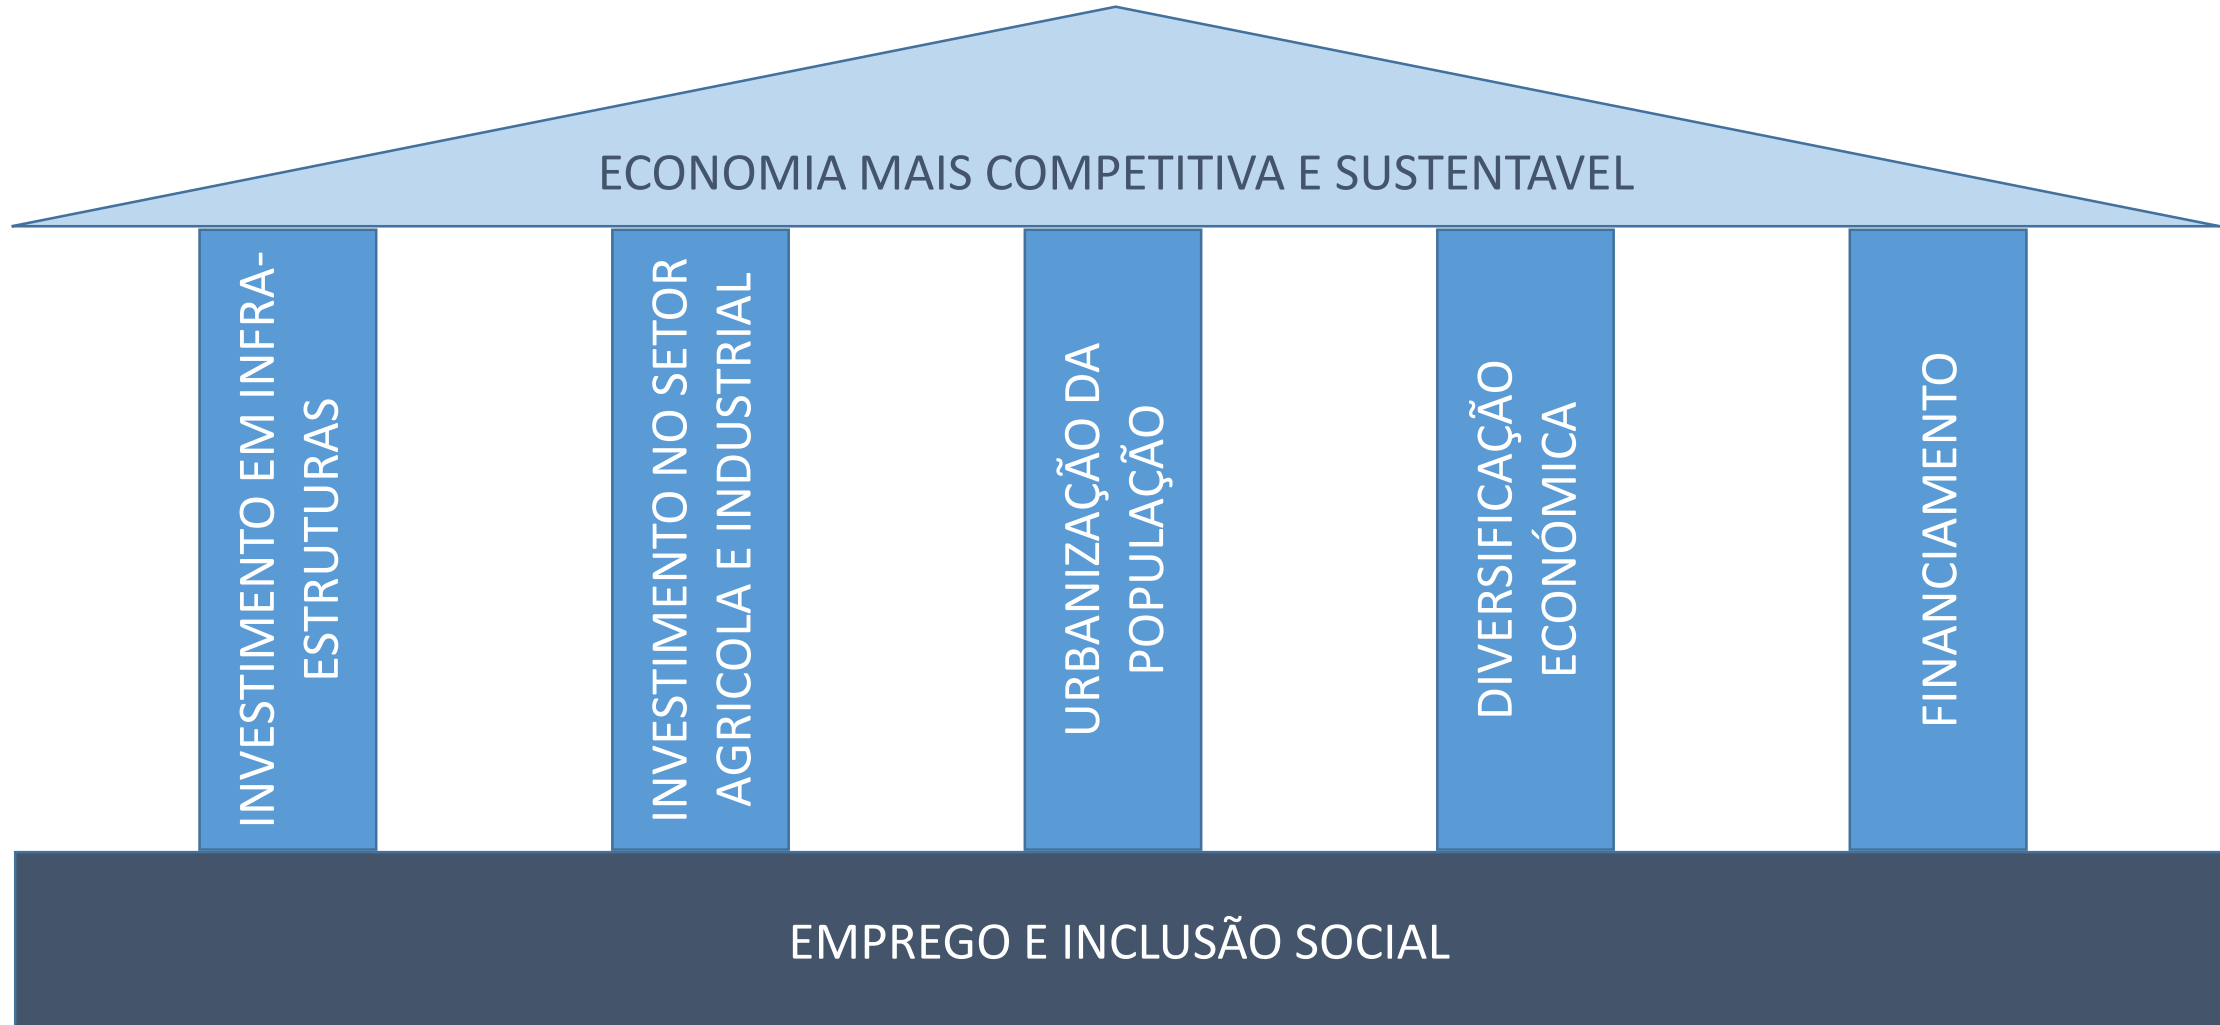 ECONOMIA MAIS COMPETITIVA E SUSTENTAVEL
INVESTIMENTO EM INFRA-
ESTRUTURAS
INVESTIMENTO NO SETOR
AGRICOLA E INDUSTRIAL
URBANIZAÇÃO DA
POPULAÇÃO
DIVERSIFICAÇÃO
ECONÓMICA
FINANCIAMENTO
EMPREGO E INCLUSÃO SOCIAL